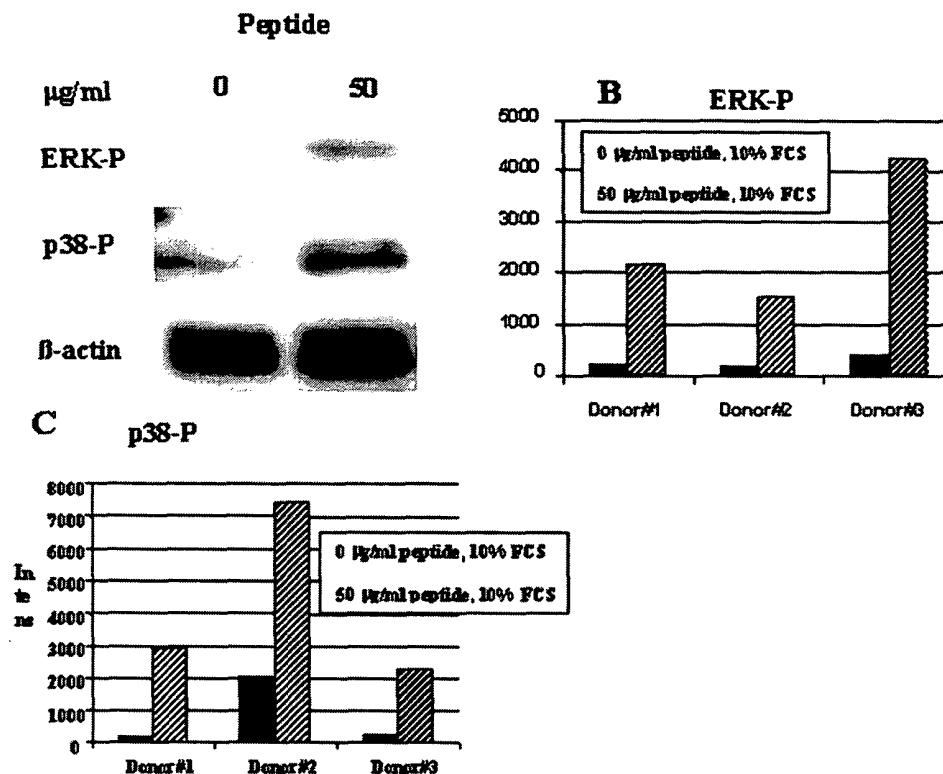 Peptide
µg/ml 0 50
ERK-P
p38-P
ß-actin
B ERK-P
5000
4000
3000
2000
1000
0
0 µg/ml peptide, 10% FCS
50 µg/ml peptide, 10% FCS
Donor#1 Donor#2 Donor#3
C p38-P
8000
7000
6000
5000
4000
3000
2000
1000
0
In
te
ns
0 µg/ml peptide, 10% FCS
50 µg/ml peptide, 10% FCS
Donor#1 Donor#2 Donor#3